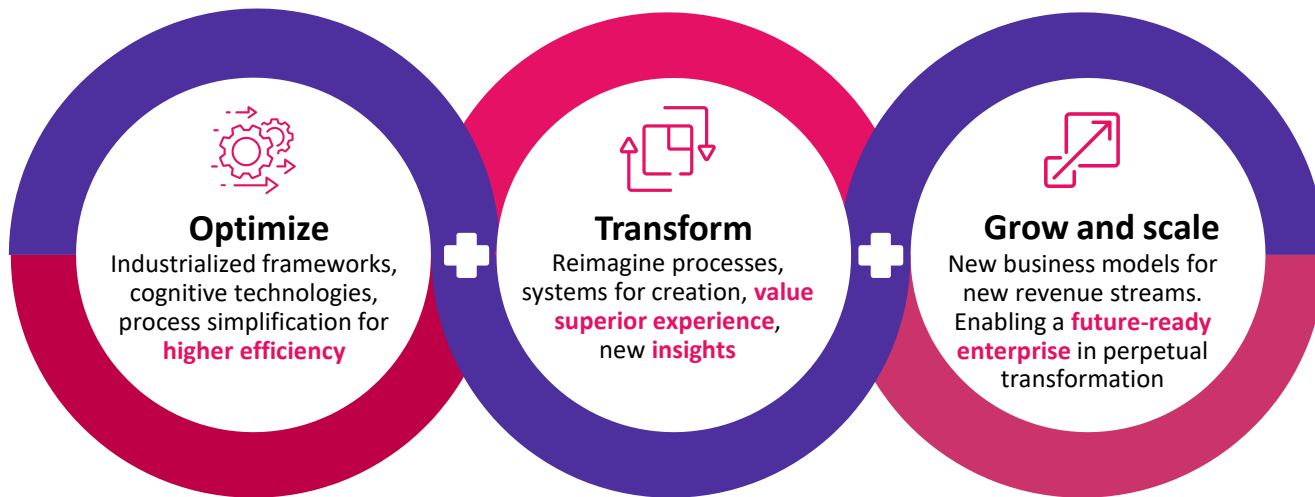 Optimize
Industrialized frameworks,
cognitive technologies,
process simplification for
higher efficiency
Transform
Reimagine processes,
systems for creation, value
superior experience,
new insights
Grow and scale
New business models for
new revenue streams.
Enabling a future-ready
enterprise in perpetual
transformation